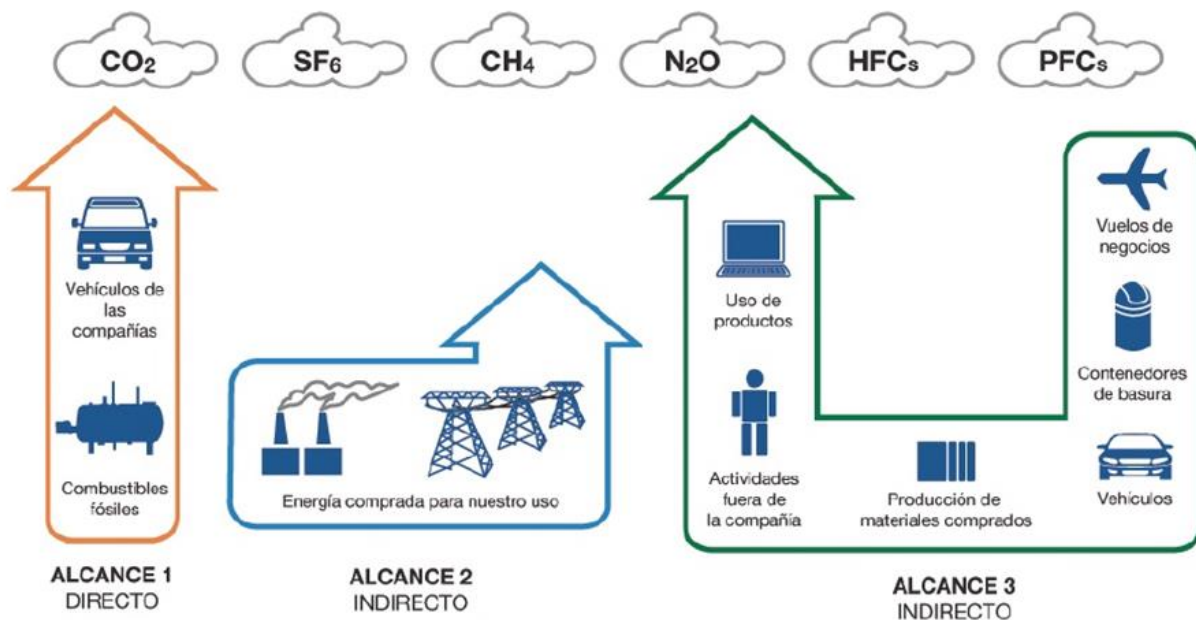 CO2
SF6
CH4
N2O
HFCs
PFCs
Vehículos de
las
compañías
Combustibles
fósiles
Energía comprada para nuestro uso
Uso de
productos
Actividades
fuera de
la compañía
Producción de
materiales comprados
Vuelos de
negocios
Contenedores
de basura
Vehículos
ALCANCE 1
DIRECTO
ALCANCE 2
INDIRECTO
ALCANCE 3
INDIRECTO